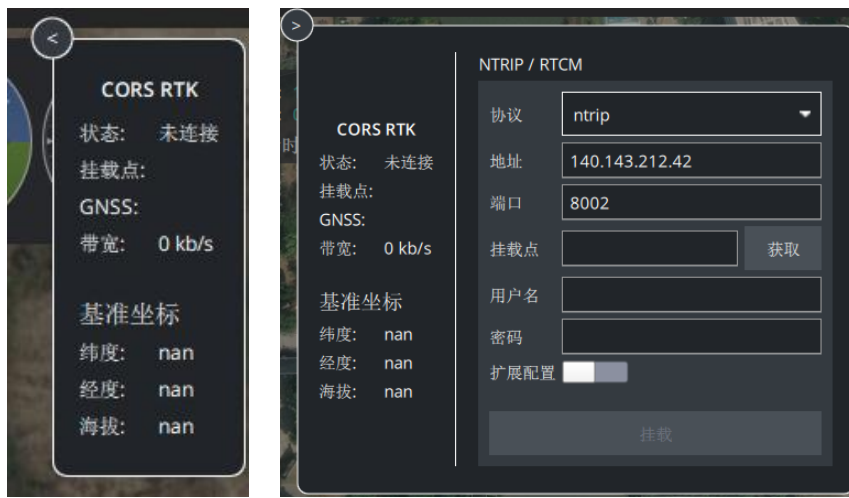 <
CORS RTK
状态: 未连接
挂载点:
GNSS:
带宽: 0 kb/s
基准坐标
纬度: nan
经度: nan
海拔: nan
>
NTRIP / RTCM
CORS RTK
状态: 未连接
挂载点:
GNSS:
带宽: 0 kb/s
基准坐标
纬度: nan
经度: nan
海拔: nan
协议 ntrip
地址 140.143.212.42
端口 8002
挂载点 获取
用户名
密码
扩展配置
挂载
时